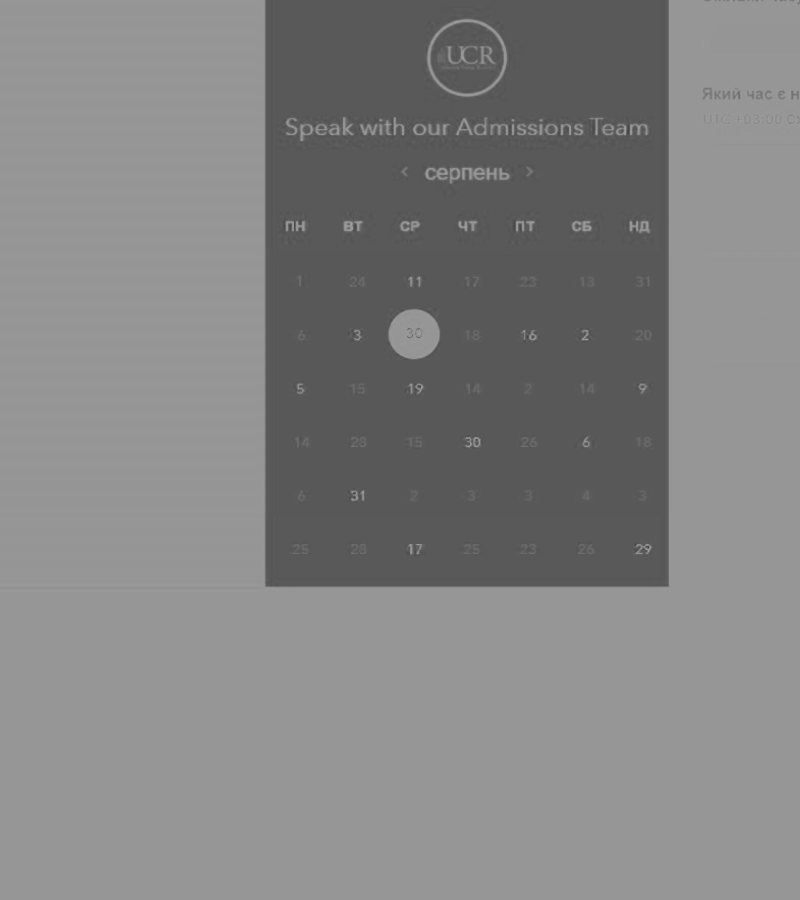 UCR
Speak with our Admissions Team
< серпень >
ПН ВТ СР ЧТ ПТ СБ НД
1 24 11 17 23 13 31
6 3 30 18 16 2 20
5 15 19 14 2 14 9
14 28 15 30 26 6 18
6 31 2 3 3 4 3
25 28 17 25 23 26 29
Який час є н
UTC +03:00